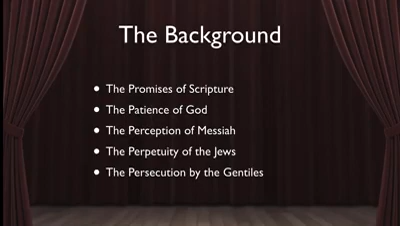 The Background
• The Promises of Scripture
• The Patience of God
• The Perception of Messiah
• The Perpetuity of the Jews
• The Persecution by the Gentiles